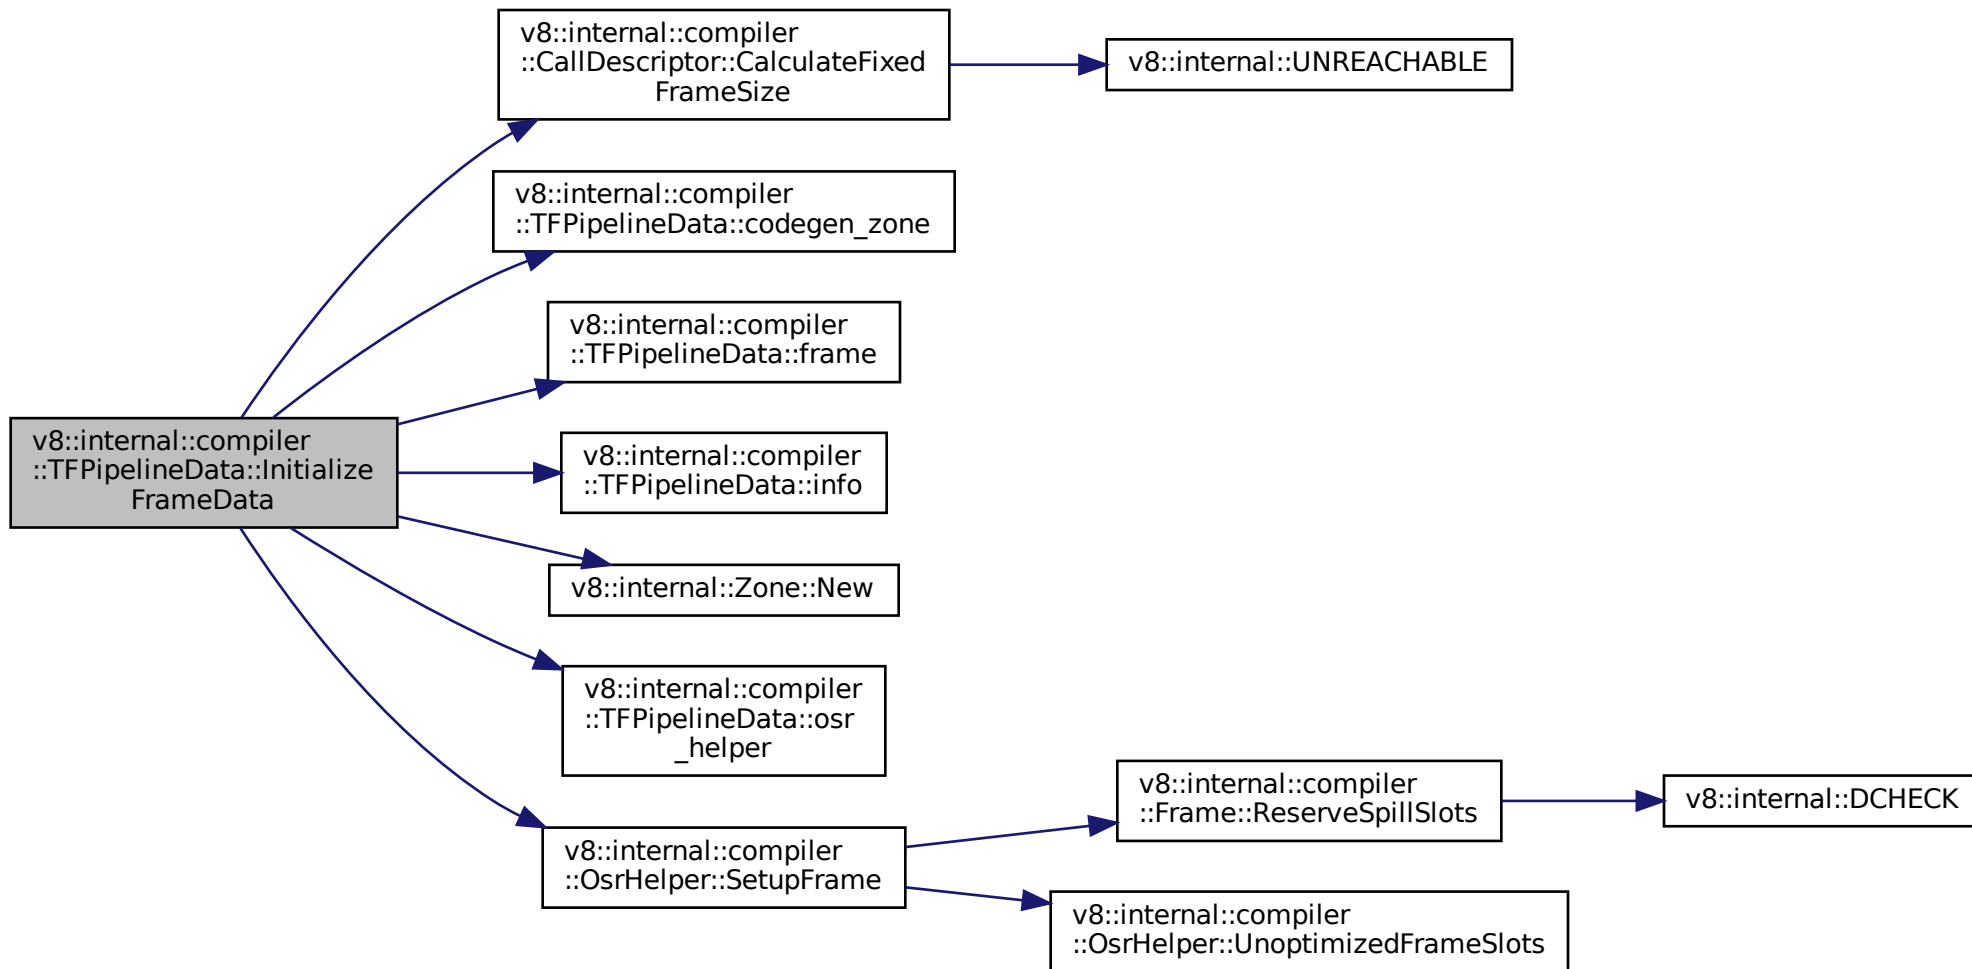 v8::internal::compiler
::CallDescriptor::CalculateFixed
FrameSize
v8::internal::UNREACHABLE
v8::internal::compiler
::TFPipelineData::codegen_zone
v8::internal::compiler
::TFPipelineData::frame
v8::internal::compiler
::TFPipelineData::Initialize
FrameData
v8::internal::compiler
::TFPipelineData::info
v8::internal::Zone::New
v8::internal::compiler
::TFPipelineData::osr
_helper
v8::internal::compiler
::OsrHelper::SetupFrame
v8::internal::compiler
::Frame::ReserveSpillSlots
v8::internal::DCHECK
v8::internal::compiler
::OsrHelper::UnoptimizedFrameSlots